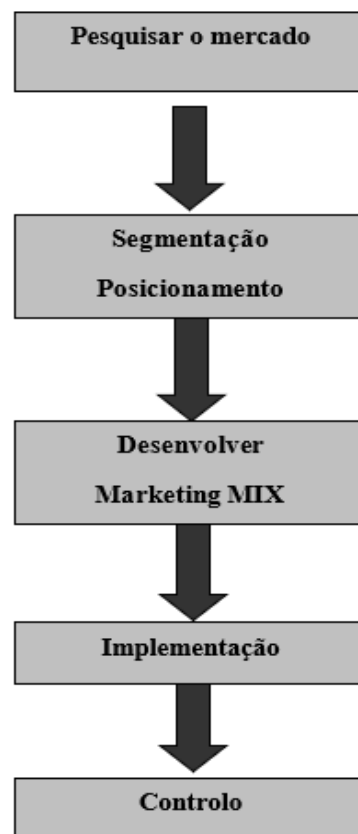 Pesquisar o mercado
Segmentação
Posicionamento
Desenvolver
Marketing MIX
Implementação
Controlo